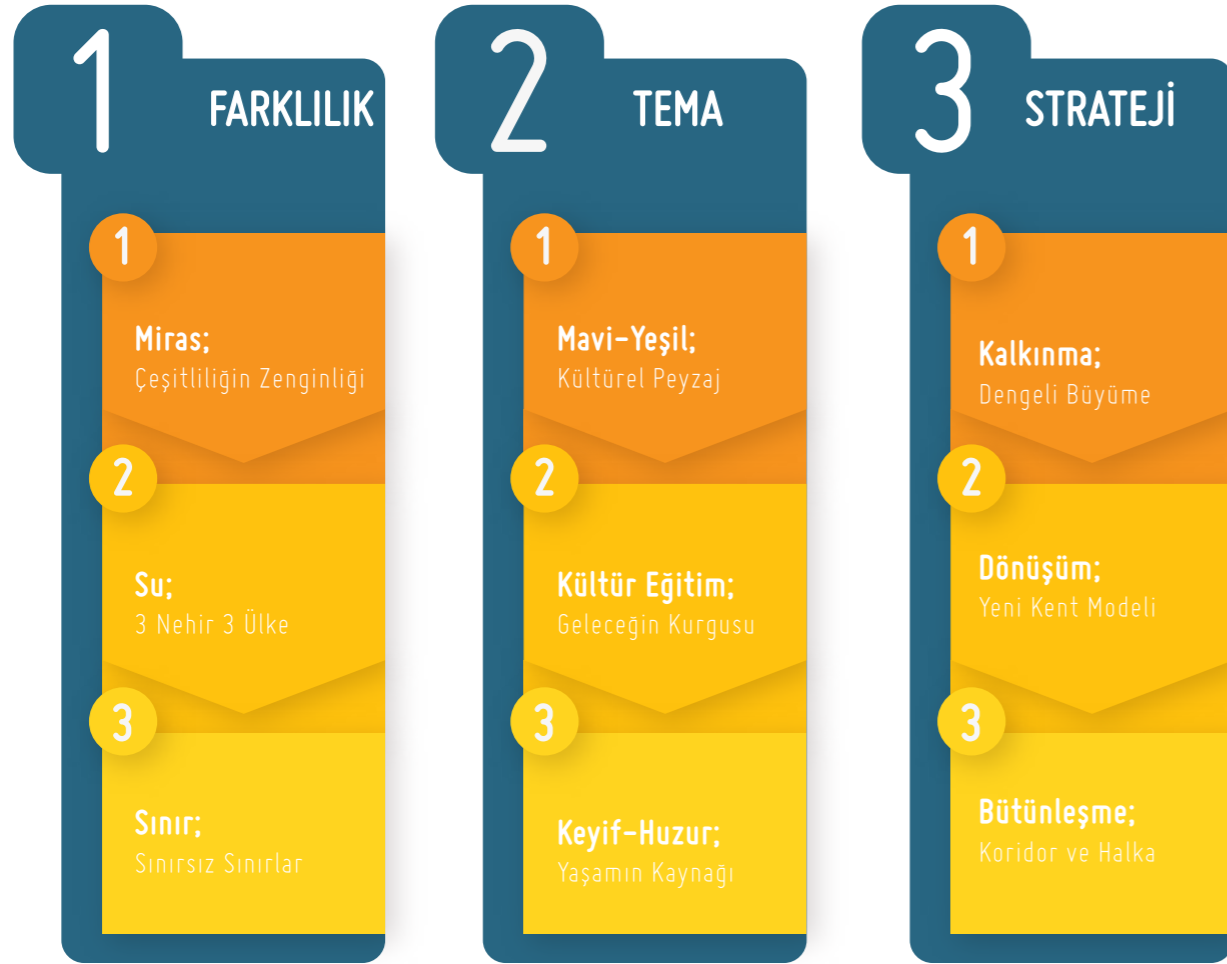 1
FARKLILIK
1
Miras;
Çeşitliliğin Zenginliği
2
Su;
3 Nehir 3 Ülke
3
Sınır;
Sınırsız Sınırlar
2
TEMA
1
Mavi-Yeşil;
Kültürel Peyzaj
2
Kültür Eğitim;
Geleceğin Kurgusu
3
Keyif-Huzur;
Yaşamın Kaynağı
3
STRATEJİ
1
Kalkınma;
Dengeli Büyüme
2
Dönüşüm;
Yeni Kent Modeli
3
Bütünleşme;
Koridor ve Halka